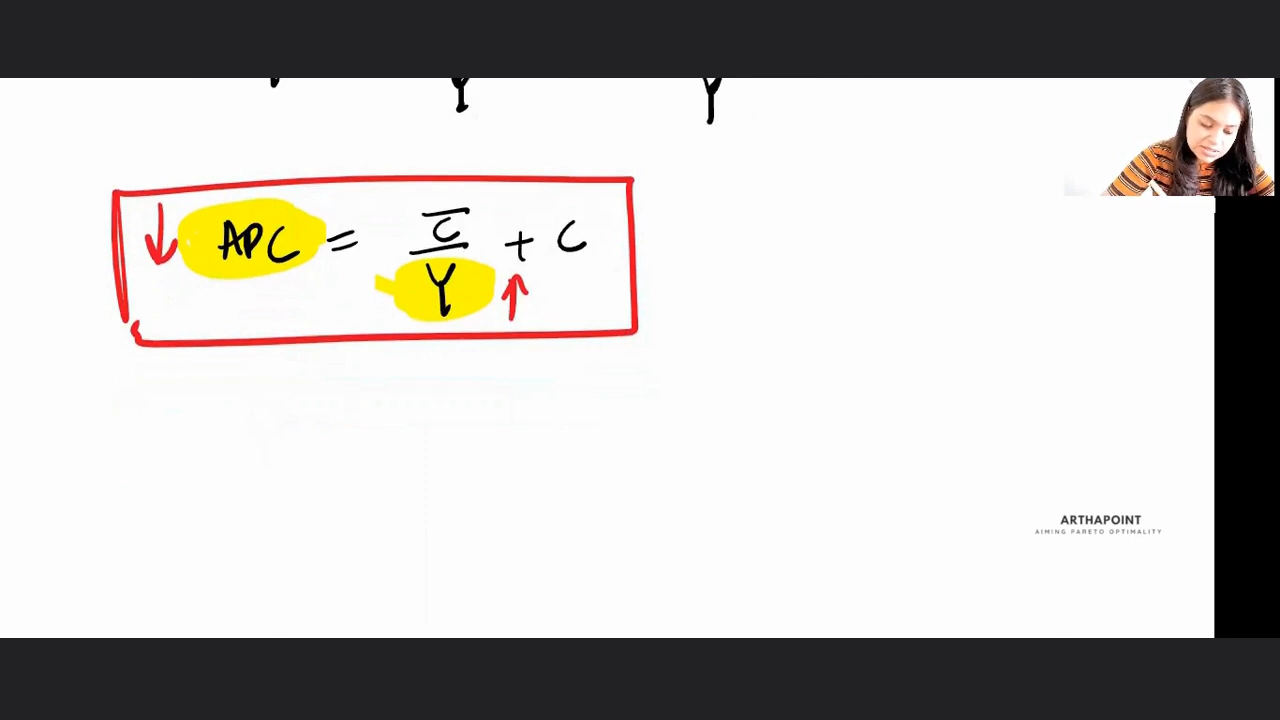 Y Y
↓ APC = C̅/Y ↑ + C
ARTHAPOINT
AIMING PARETO OPTIMALITY